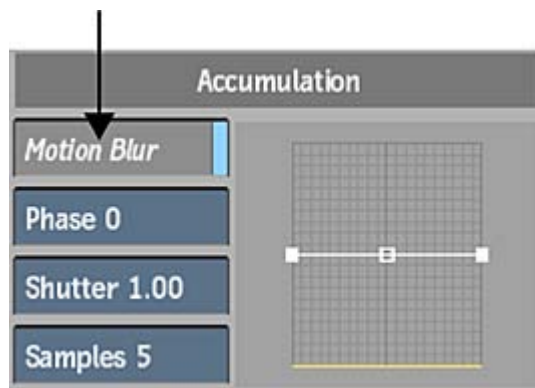 Accumulation
Motion Blur
Phase 0
Shutter 1.00
Samples 5